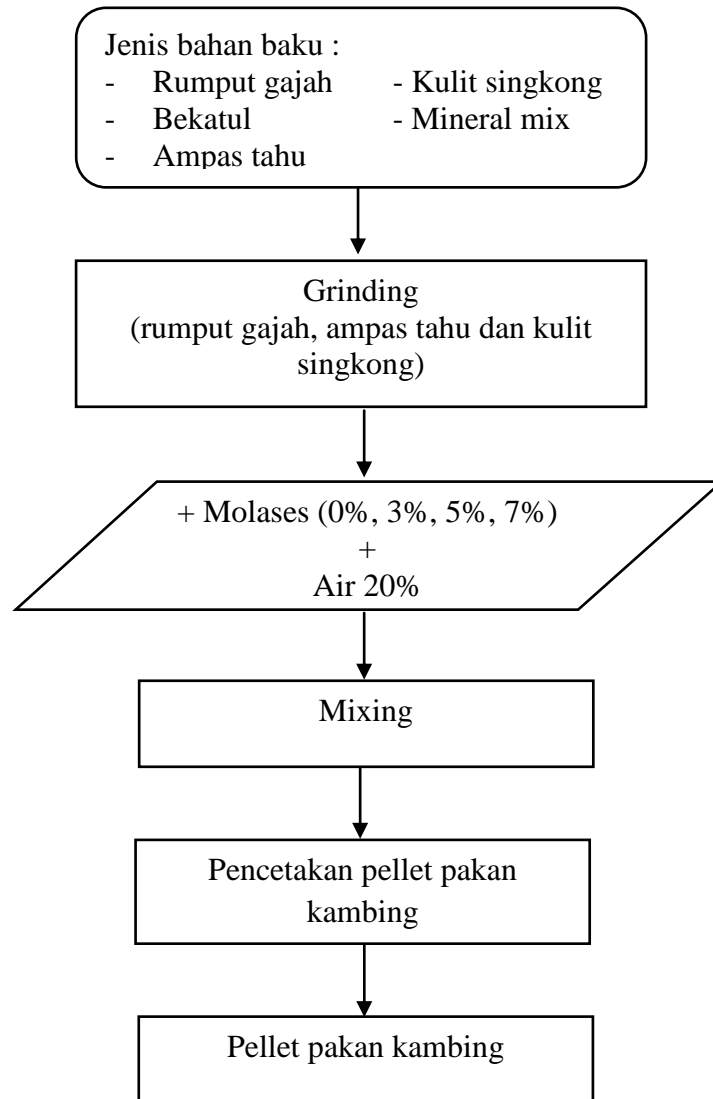 Jenis bahan baku :
- Rumput gajah - Kulit singkong
- Bekatul - Mineral mix
- Ampas tahu
Grinding
(rumput gajah, ampas tahu dan kulit
singkong)
+ Molases (0%, 3%, 5%, 7%)
+
Air 20%
Mixing
Pencetakan pellet pakan
kambing
Pellet pakan kambing